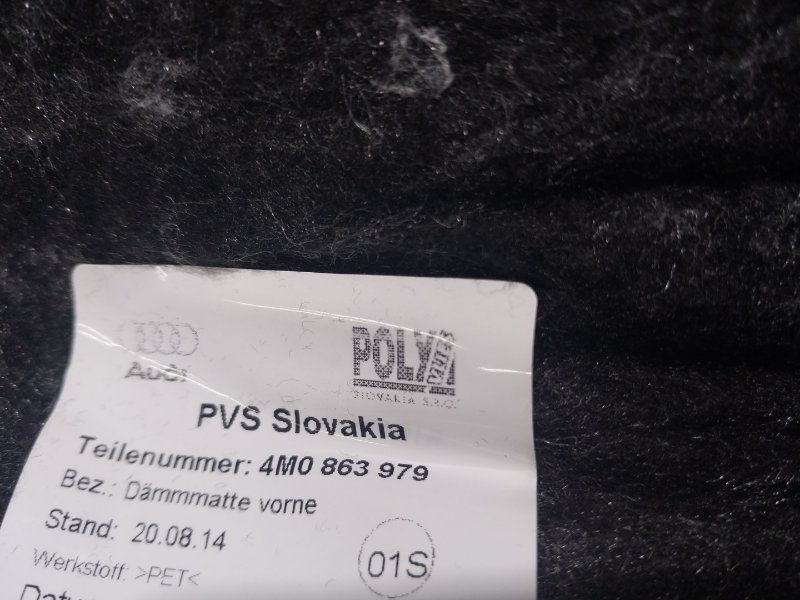 Audi
POLY
SLOVAKIA S.R.O.
PVS Slovakia
Teilenummer: 4M0 863 979
Bez.: Dämmmatte vorne
Stand: 20.08.14
01S
Werkstoff: >PET<